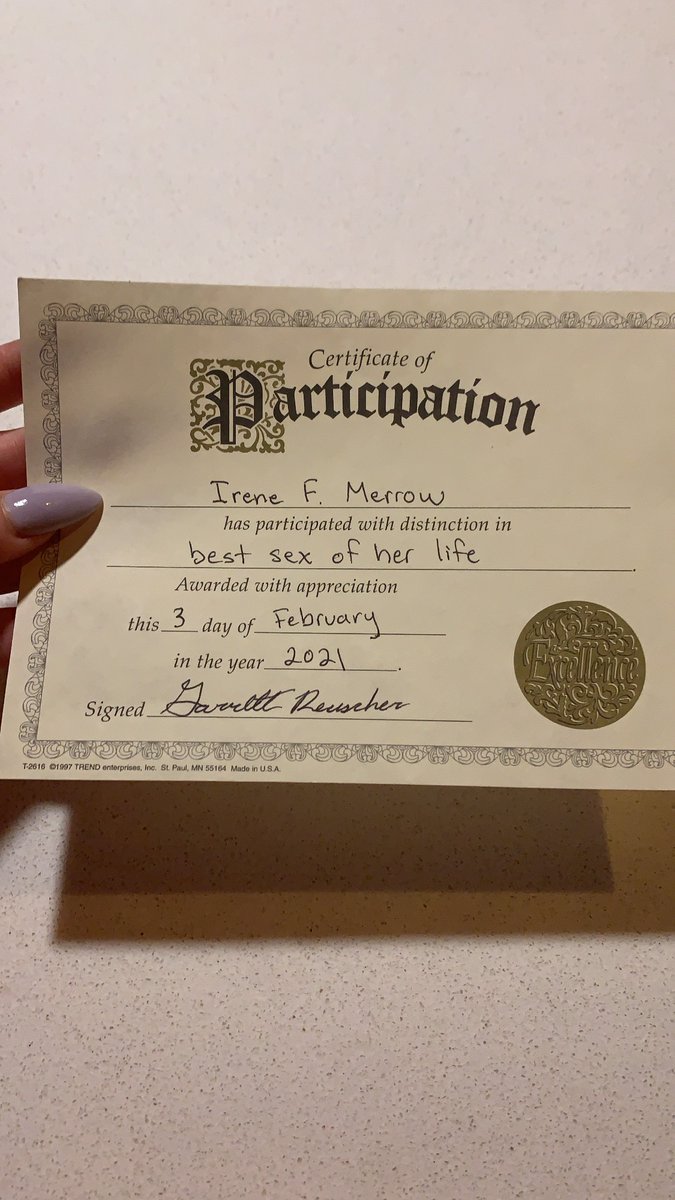 Certificate of
Participation
Irene F. Merrow
has participated with distinction in
best sex of her life.
Awarded with appreciation
this 3 day of February
in the year 2021.
Excellence
Signed Garrett Reuscher
T-2616 ©1997 TREND enterprises, Inc. St. Paul, MN 55164 Made in U.S.A.